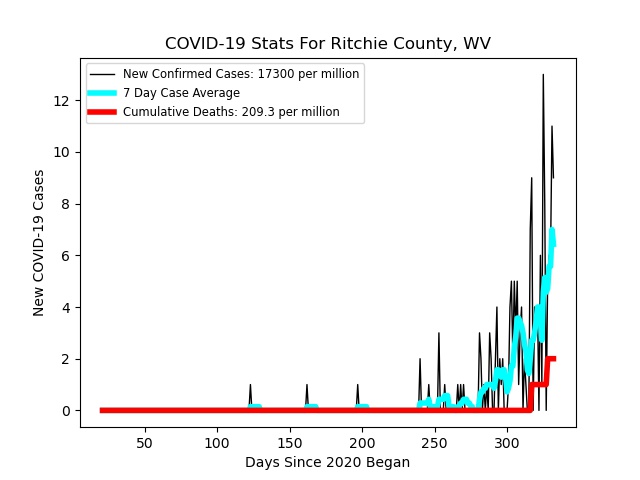 COVID-19 Stats For Ritchie County, WV
New Confirmed Cases: 17300 per million
7 Day Case Average
Cumulative Deaths: 209.3 per million
New COVID-19 Cases
12
10
8
6
4
2
0
50 100 150 200 250 300
Days Since 2020 Began